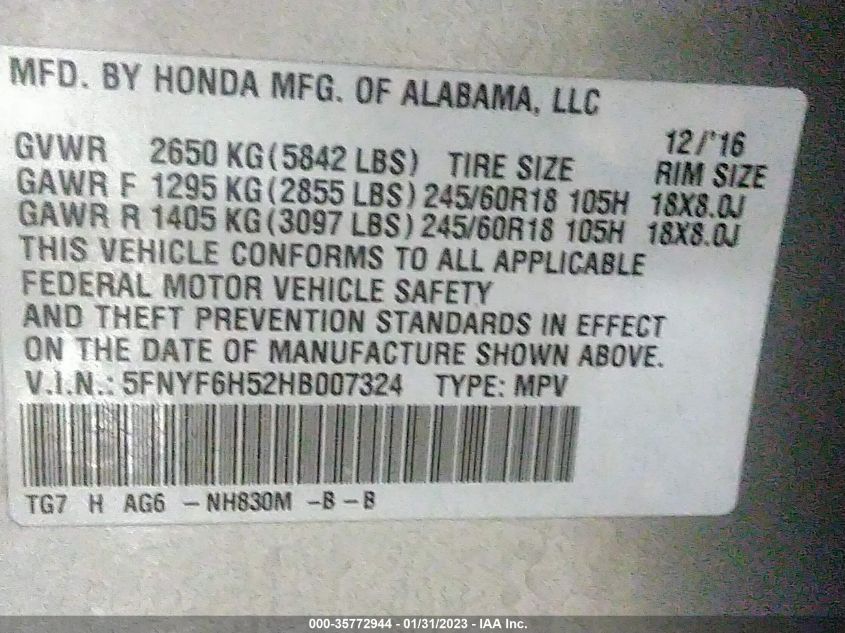 MFD. BY HONDA MFG. OF ALABAMA, LLC
12/'16
GVWR 2650 KG(5842 LBS) TIRE SIZE RIM SIZE
GAWR F 1295 KG(2855 LBS) 245/60R18 105H 18X8.0J
GAWR R 1405 KG(3097 LBS) 245/60R18 105H 18X8.0J
THIS VEHICLE CONFORMS TO ALL APPLICABLE
FEDERAL MOTOR VEHICLE SAFETY
AND THEFT PREVENTION STANDARDS IN EFFECT
ON THE DATE OF MANUFACTURE SHOWN ABOVE.
V.I.N.: 5FNYF6H52HB007324 TYPE: MPV
TG7 H AG6 -NH830M -B-B
000-35772944 - 01/31/2023 - IAA Inc.